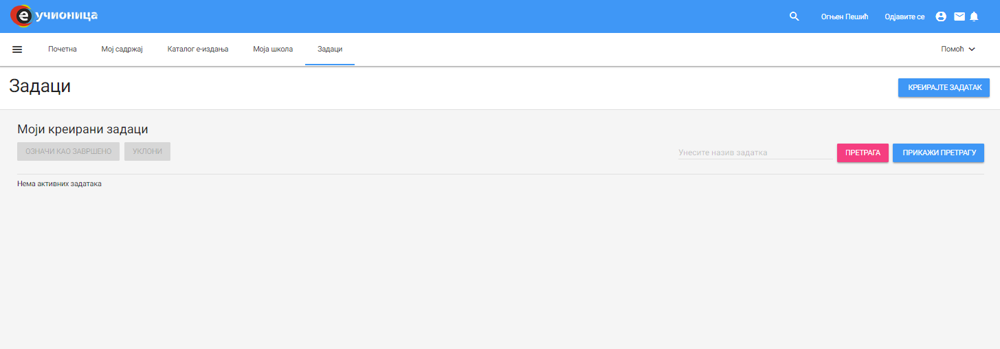 е учионица
Огњен Пешић Одјавите се
Почетна Мој садржај Каталог е-издања Моја школа Задаци Помоћ
Задаци
КРЕИРАЈТЕ ЗАДАТАК
Моји креирани задаци
ОЗНАЧИ КАО ЗАВРШЕНО УКЛОНИ Унесите назив задатка ПРЕТРАГА ПРИКАЖИ ПРЕТРАГУ
Нема активних задатака